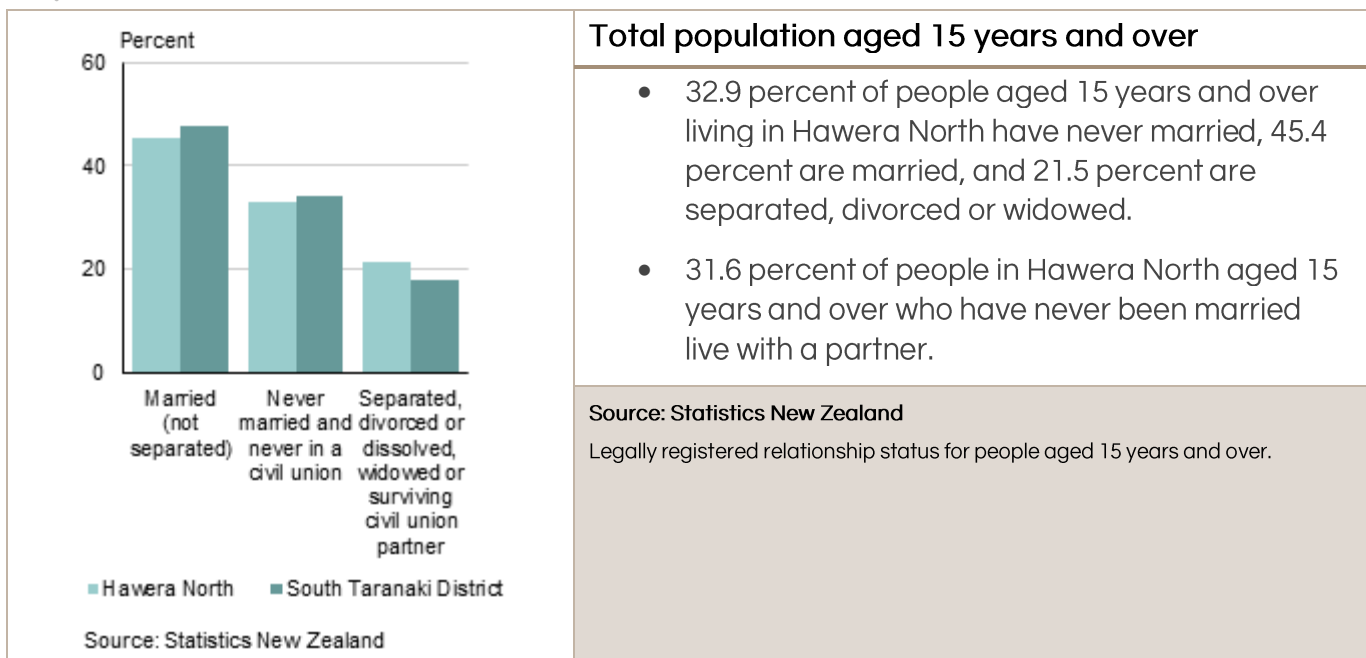 Percent
60
40
20
0
Married
(not
separated)
Never
married and
never in a
civil union
Separated,
divorced or
dissolved,
widowed or
surviving
civil union
partner
Hawera North
South Taranaki District
Source: Statistics New Zealand
Total population aged 15 years and over
• 32.9 percent of people aged 15 years and over
living in Hawera North have never married, 45.4
percent are married, and 21.5 percent are
separated, divorced or widowed.
• 31.6 percent of people in Hawera North aged 15
years and over who have never been married
live with a partner.
Source: Statistics New Zealand
Legally registered relationship status for people aged 15 years and over.